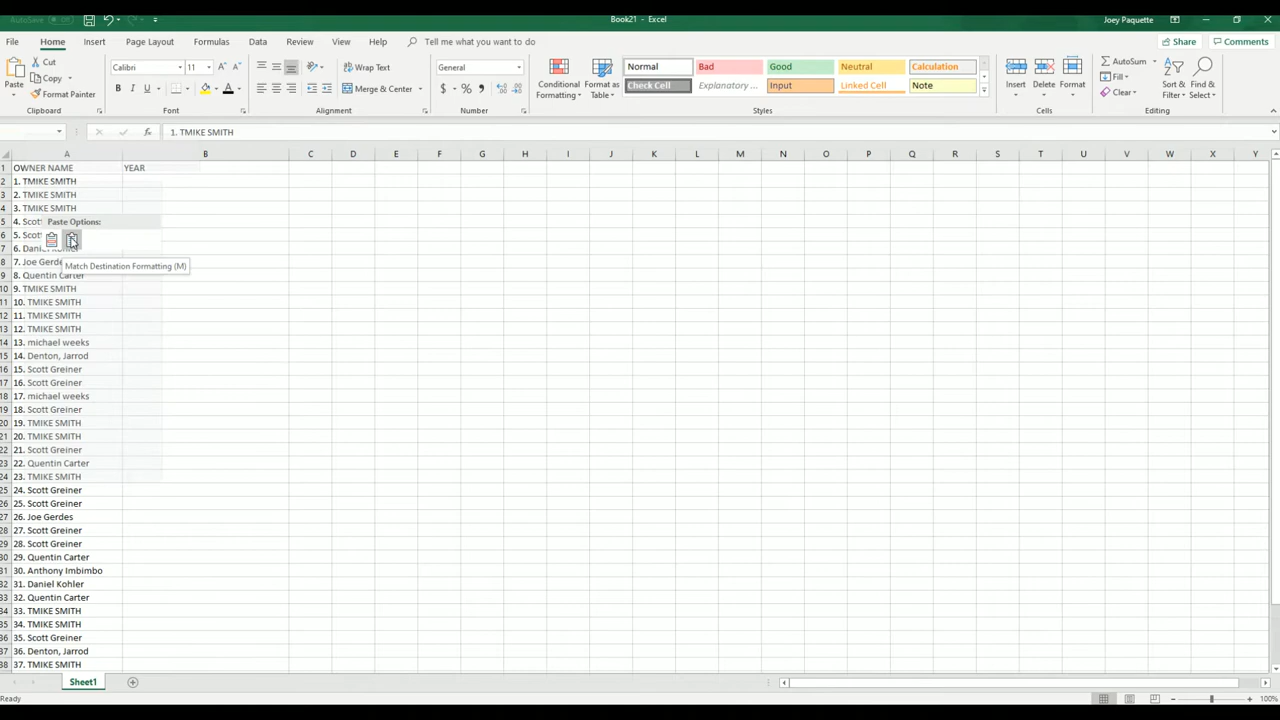 AutoSave Off
Book21 - Excel
Joey Paquette
File Home Insert Page Layout Formulas Data Review View Help Tell me what you want to do
Share Comments
Paste
Cut
Copy
Format Painter
Clipboard
Calibri 11
Font
Wrap Text
Merge & Center
Alignment
General
Number
Conditional Formatting
Format as Table
Normal Bad Good Neutral Calculation
Check Cell Explanatory ... Input Linked Cell Note
Styles
Insert Delete Format
Cells
AutoSum
Fill
Clear
Sort & Filter
Find & Select
Editing
1. TMIKE SMITH
A B C D E F G H I J K L M N O P Q R S T U V W X Y
1 OWNER NAME YEAR
2 1. TMIKE SMITH
3 2. TMIKE SMITH
4 3. TMIKE SMITH
5 4. Scott
Paste Options:
6 5. Scott
7 6. Daniel Kohler
Match Destination Formatting (M)
8 7. Joe Gerdes
9 8. Quentin Carter
10 9. TMIKE SMITH
11 10. TMIKE SMITH
12 11. TMIKE SMITH
13 12. TMIKE SMITH
14 13. michael weeks
15 14. Denton, Jarrod
16 15. Scott Greiner
17 16. Scott Greiner
18 17. michael weeks
19 18. Scott Greiner
20 19. TMIKE SMITH
21 20. TMIKE SMITH
22 21. Scott Greiner
23 22. Quentin Carter
24 23. TMIKE SMITH
25 24. Scott Greiner
26 25. Scott Greiner
27 26. Joe Gerdes
28 27. Scott Greiner
29 28. Scott Greiner
30 29. Quentin Carter
31 30. Anthony Imbimbo
32 31. Daniel Kohler
33 32. Quentin Carter
34 33. TMIKE SMITH
35 34. TMIKE SMITH
36 35. Scott Greiner
37 36. Denton, Jarrod
38 37. TMIKE SMITH
Sheet1
Ready
100%